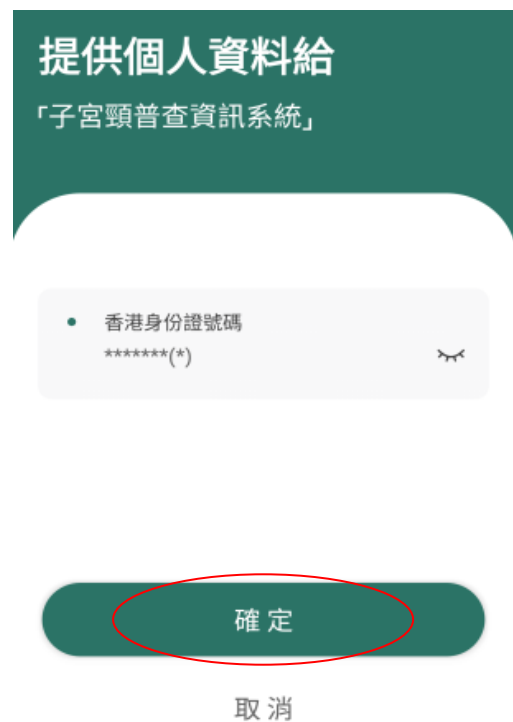 提供個人資料給
「子宮頸普查資訊系統」
香港身份證號碼
*******(*)
確定
取消